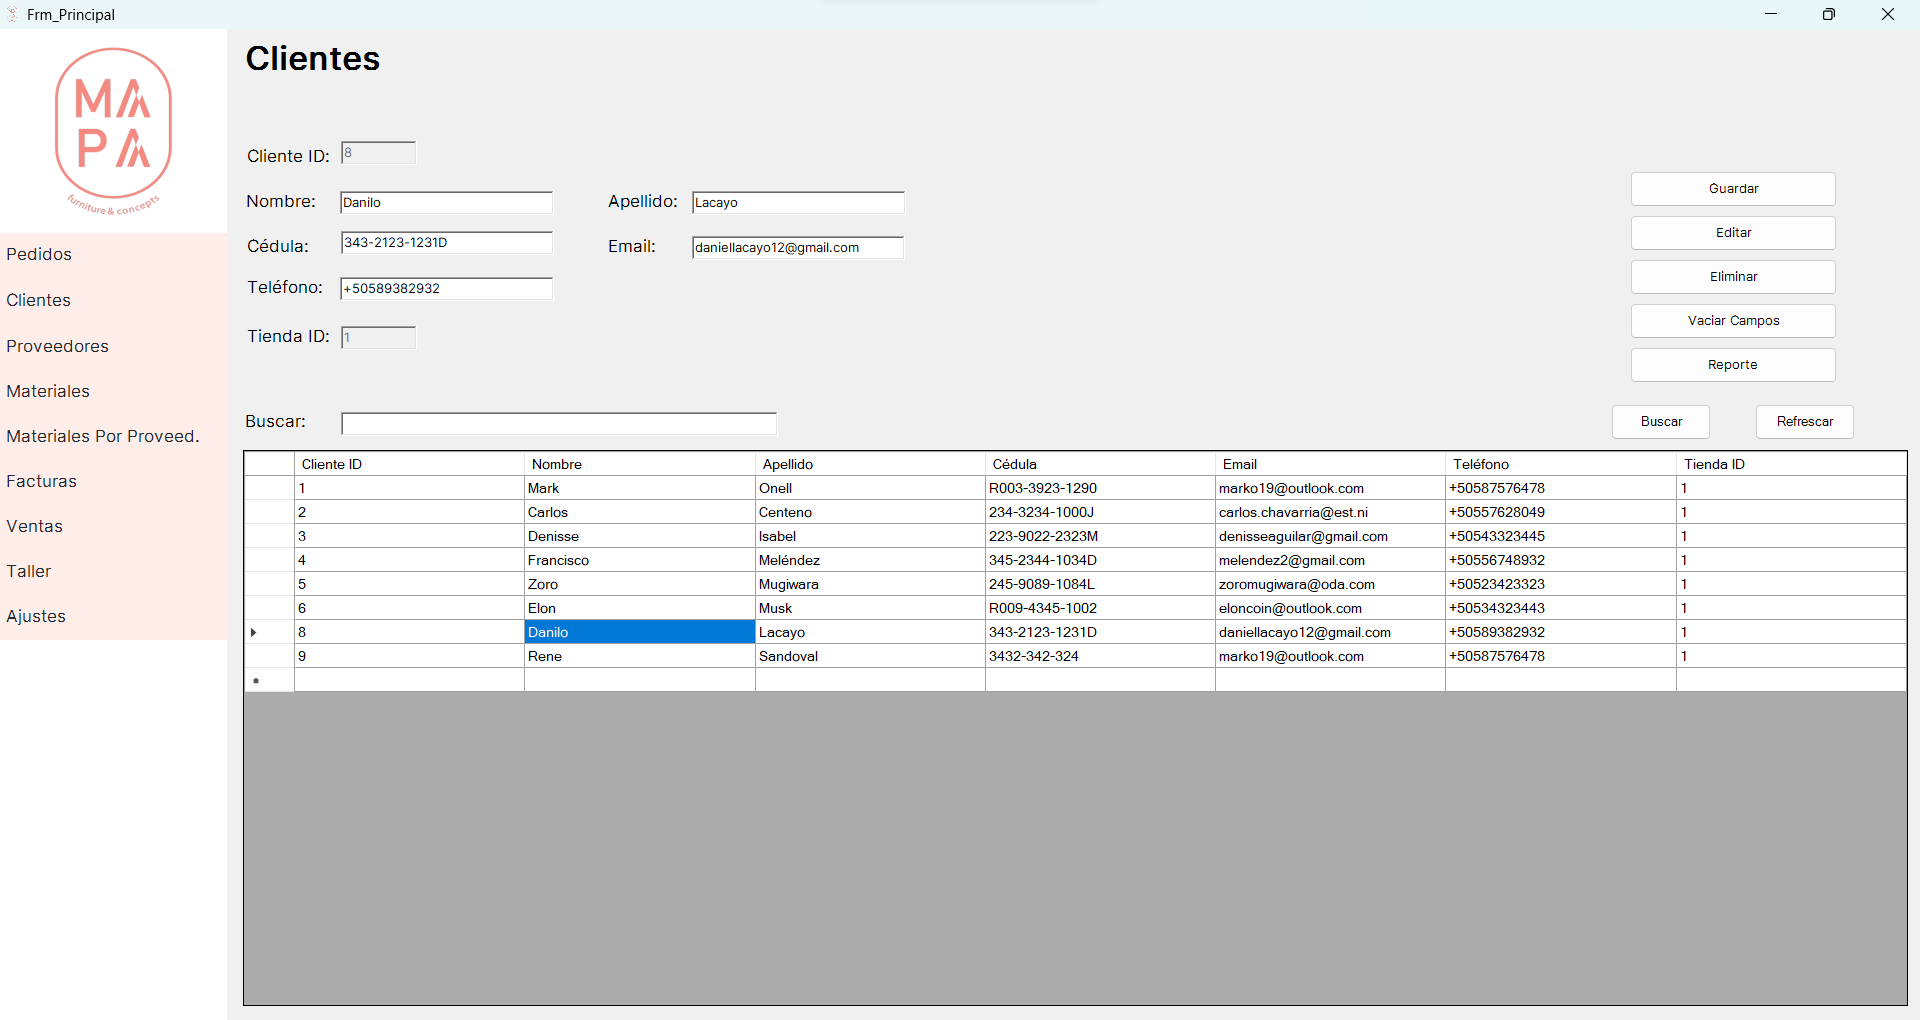 Frm_Principal
MA
PA
furniture & concepts
Pedidos
Clientes
Proveedores
Materiales
Materiales Por Proveed.
Facturas
Ventas
Taller
Ajustes
Clientes
Cliente ID: 8
Nombre: Danilo Apellido: Lacayo
Cédula: 343-2123-1231D Email: daniellacayo12@gmail.com
Teléfono: +50589382932
Tienda ID: 1
Guardar
Editar
Eliminar
Vaciar Campos
Reporte
Buscar: Buscar Refrescar
Cliente ID Nombre Apellido Cédula Email Teléfono Tienda ID
1 Mark Onell R003-3923-1290 marko19@outlook.com +50587576478 1
2 Carlos Centeno 234-3234-1000J carlos.chavarria@est.ni +50557628049 1
3 Denisse Isabel 223-9022-2323M denisseaguilar@gmail.com +50543323445 1
4 Francisco Meléndez 345-2344-1034D melendez2@gmail.com +50556748932 1
5 Zoro Mugiwara 245-9089-1084L zoromugiwara@oda.com +50523423323 1
6 Elon Musk R009-4345-1002 eloncoin@outlook.com +50534323443 1
8 Danilo Lacayo 343-2123-1231D daniellacayo12@gmail.com +50589382932 1
9 Rene Sandoval 3432-342-324 marko19@outlook.com +50587576478 1